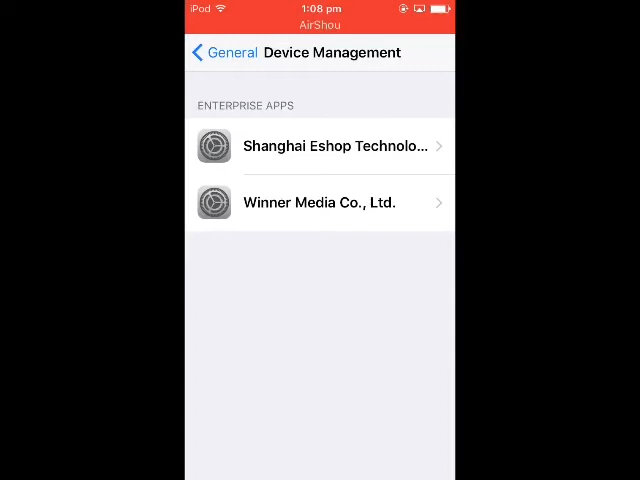 iPod 1:08 pm
AirShou
General Device Management
ENTERPRISE APPS
Shanghai Eshop Technolo...
Winner Media Co., Ltd.